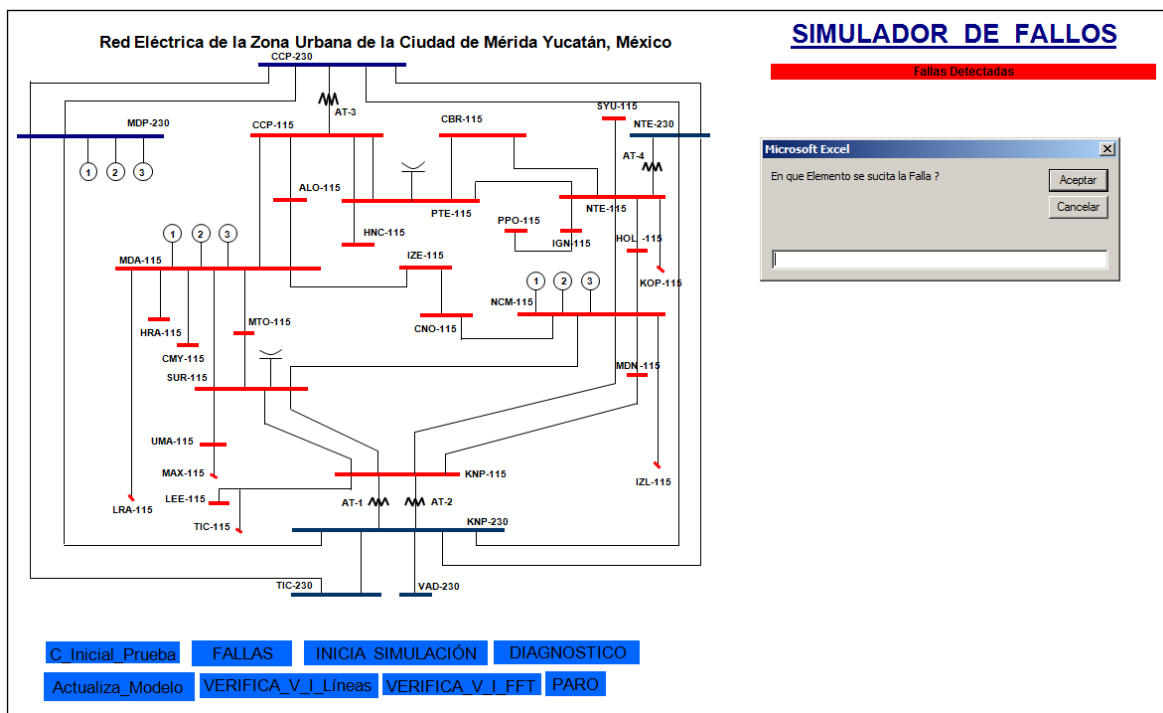 Red Eléctrica de la Zona Urbana de la Ciudad de Mérida Yucatán, México
SIMULADOR DE FALLOS
Fallas Detectadas
CCP-230
AT-3
MDP-230
1 2 3
CCP-115
CBR-115
SYU-115
NTE-230
AT-4
ALO-115
PTE-115
NTE-115
HNC-115
PPO-115
IGN-115
HOL -115
KOP-115
1 2 3
MDA-115
IZE-115
1 2 3
NCM-115
HRA-115
MTO-115
CNO-115
CMY-115
SUR-115
MDN -115
UMA-115
MAX-115
KNP-115
IZL-115
LRA-115
LEE-115
TIC-115
AT-1
AT-2
KNP-230
TIC-230
VAD-230
Microsoft Excel
En que Elemento se sucita la Falla ?
Aceptar
Cancelar
C_Inicial_Prueba
FALLAS
INICIA SIMULACIÓN
DIAGNOSTICO
Actualiza_Modelo
VERIFICA_V_I_Líneas
VERIFICA_V_I_FFT
PARO